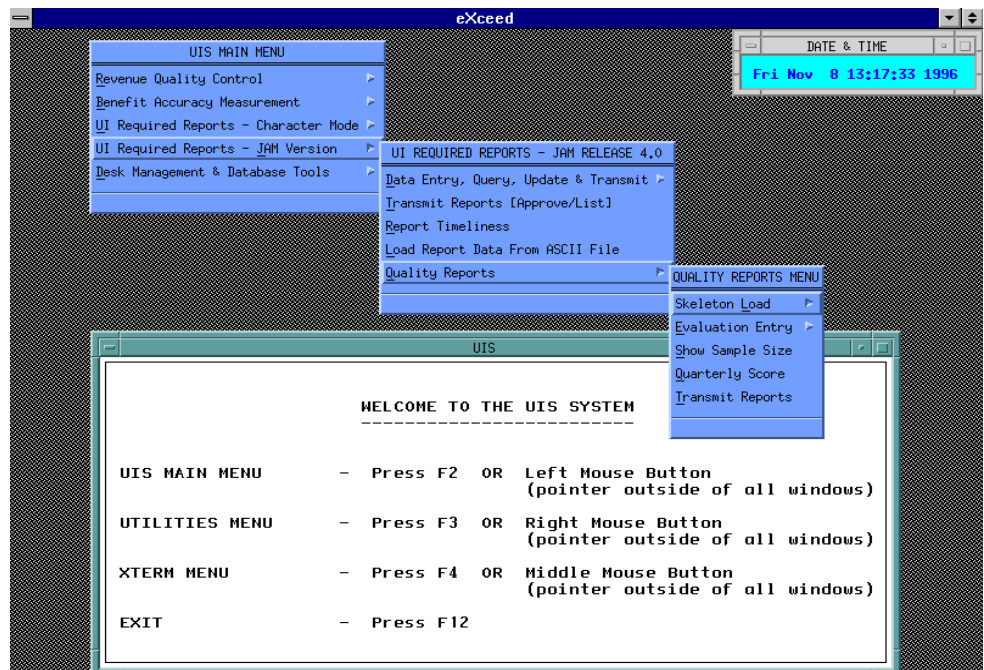 eXceed
UIS MAIN MENU
Revenue Quality Control
Benefit Accuracy Measurement
UI Required Reports - Character Mode
UI Required Reports - JAM Version
Desk Management & Database Tools
DATE & TIME
Fri Nov 8 13:17:33 1996
UI REQUIRED REPORTS - JAM RELEASE 4.0
Data Entry, Query, Update & Transmit
Transmit Reports [Approve/List]
Report Timeliness
Load Report Data From ASCII File
Quality Reports
QUALITY REPORTS MENU
Skeleton Load
Evaluation Entry
Show Sample Size
Quarterly Score
Transmit Reports
UIS
WELCOME TO THE UIS SYSTEM
-------------------------
UIS MAIN MENU - Press F2 OR Left Mouse Button
(pointer outside of all windows)
UTILITIES MENU - Press F3 OR Right Mouse Button
(pointer outside of all windows)
XTERM MENU - Press F4 OR Middle Mouse Button
(pointer outside of all windows)
EXIT - Press F12